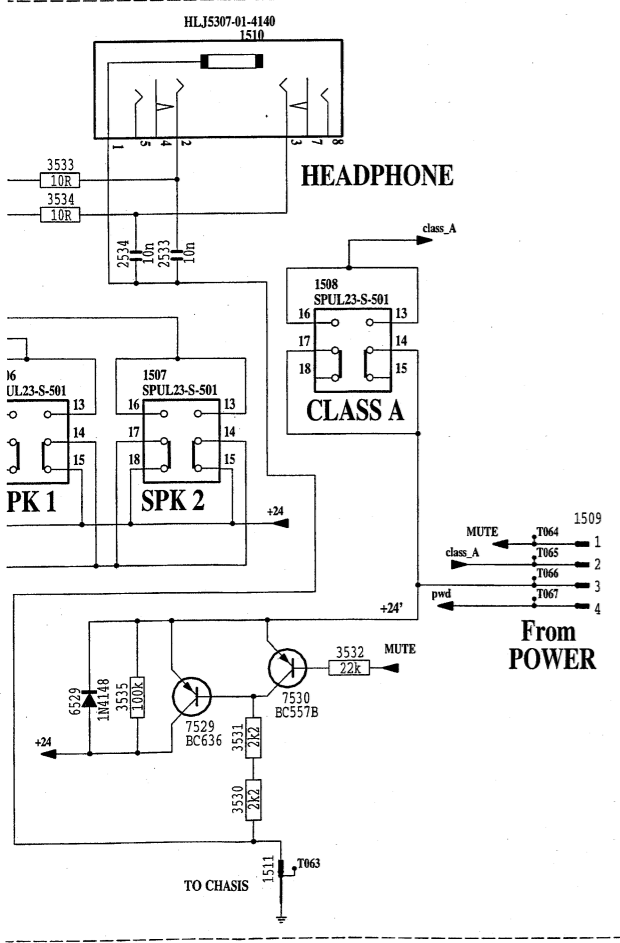 HLJ5307-01-4140
1510
1 5 4 2 3 7 8
HEADPHONE
3533
10R
3534
10R
2534
10n
2533
10n
class_A
1508
SPUL23-S-501
16 13
17 14
18 15
CLASS A
06
UL23-S-501
13
14
15
PK 1
1507
SPUL23-S-501
16 13
17 14
18 15
SPK 2
+24
1509
MUTE T064 1
class_A T065 2
T066 3
pwd T067 4
From
POWER
+24'
MUTE
3532
22k
7530
BC557B
7529
BC636
6529
1N4148
3535
100k
+24
3531
2k2
3530
2k2
1511
T063
TO CHASIS